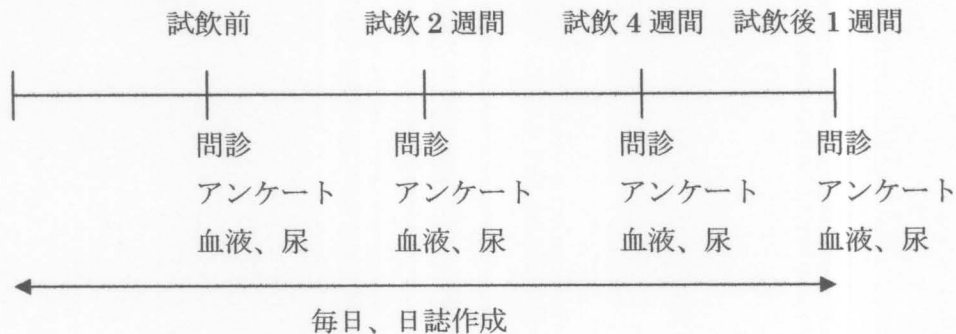 試飲前 試飲 2 週間 試飲 4 週間 試飲後 1 週間
問診 問診 問診 問診
アンケート アンケート アンケート アンケート
血液、尿 血液、尿 血液、尿 血液、尿
毎日、日誌作成